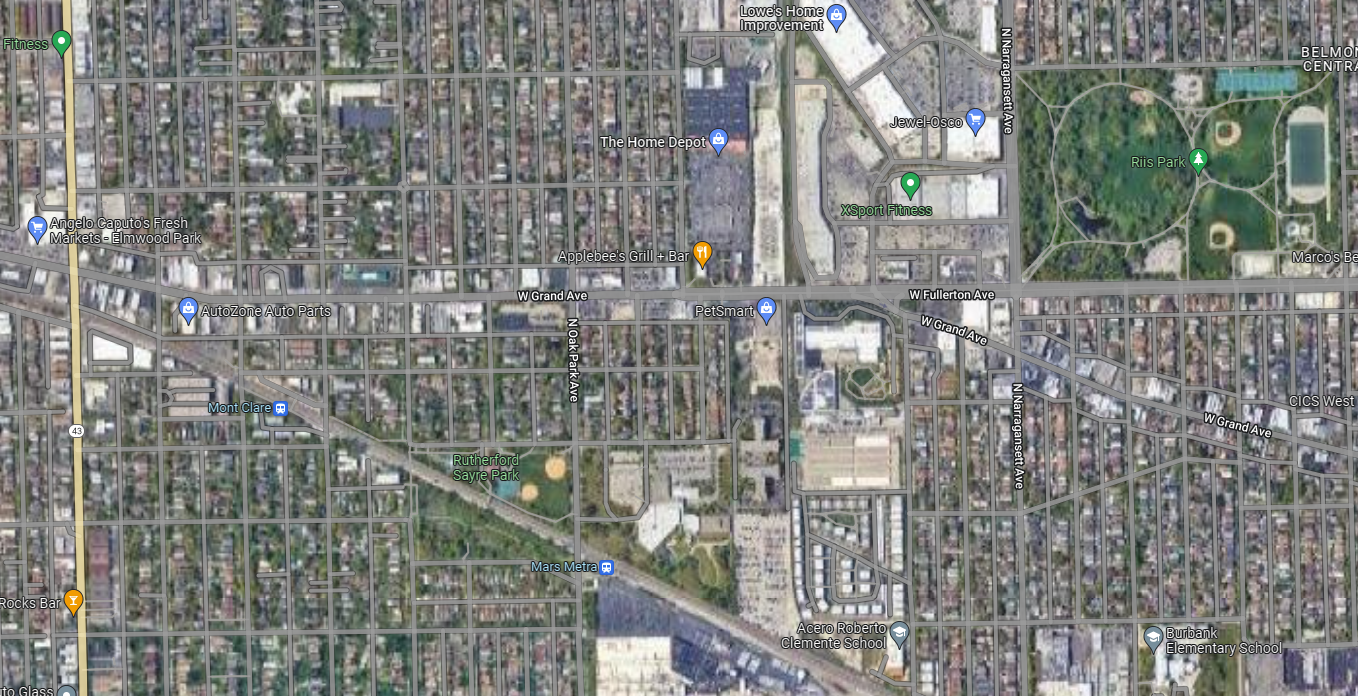 Lowe's Home
Improvement
Fitness
N Narragansett Ave
BELMON
CENTRA
Jewel-Osco
The Home Depot
Riis Park
XSport Fitness
Angelo Caputo's Fresh
Markets - Elmwood Park
Applebee's Grill + Bar
Marco's Be
W Grand Ave
W Fullerton Ave
AutoZone Auto Parts
PetSmart
W Grand Ave
N Oak Park Ave
Mont Clare
N Narragansett Ave
CICS West
W Grand Ave
43
Rutherford
Sayre Park
Mars Metra
Rocks Bar
Acero Roberto
Clemente School
Burbank
Elementary School
to Glass